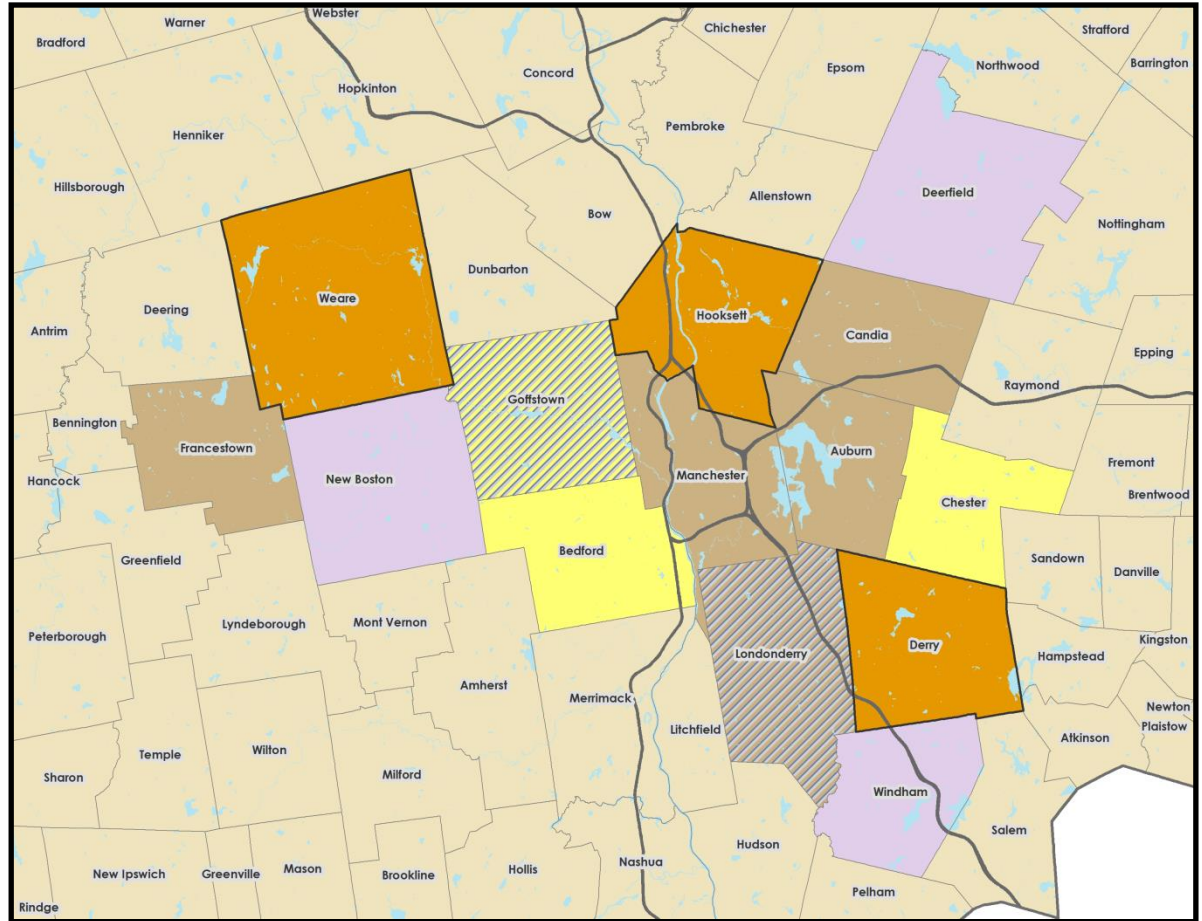 Webster
Warner
Chichester
Strafford
Bradford
Northwood
Barrington
Epsom
Concord
Hopkinton
Pembroke
Henniker
Hillsborough
Deerfield
Allenstown
Bow
Nottingham
Dunbarton
Weare
Deering
Hooksett
Antrim
Candia
Epping
Raymond
Goffstown
Bennington
Francestown
Auburn
Fremont
Manchester
New Boston
Hancock
Brentwood
Chester
Bedford
Sandown
Greenfield
Danville
Mont Vernon
Lyndeborough
Peterborough
Kingston
Derry
Londonderry
Hampstead
Amherst
Merrimack
Newton
Litchfield
Plaistow
Atkinson
Wilton
Temple
Milford
Sharon
Windham
Salem
Hudson
Nashua
Hollis
Mason
New Ipswich
Greenville
Brookline
Pelham
Rindge